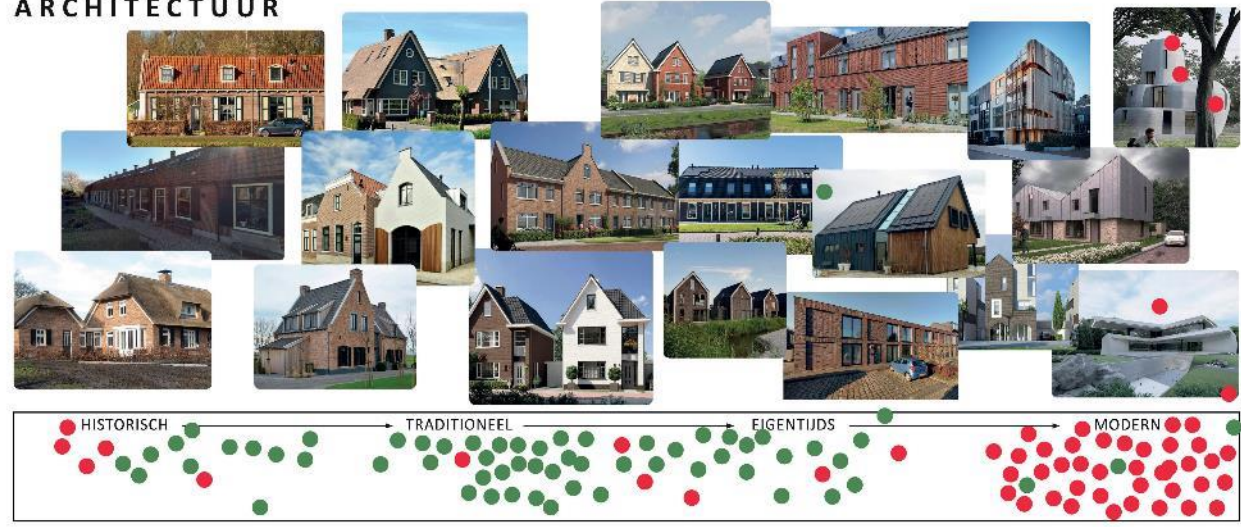 ARCHITECTUUR
HISTORISCH TRADITIONEEL EIGENTIJDS MODERN